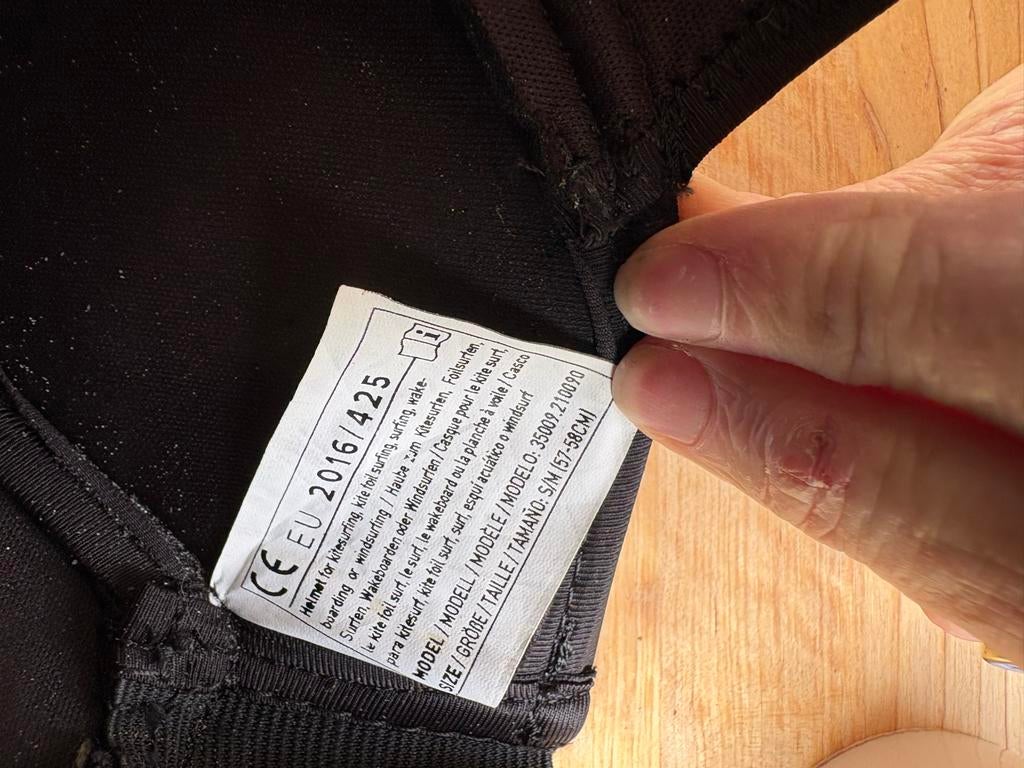 CE EU 2016/425
i
Helmet for kitesurfing, kite foil surfing, surfing, wake-
boarding or windsurfing / Haube zum Kitesurfen, Foilsurfen,
Surfen, Wakeboarden oder Windsurfen / Casque pour le kite surf,
le kite foil surf, le surf, le wakeboard ou la planche à voile / Casco
para kitesurf, kite foil surf, surf, esquí acuático o windsurf
MODEL / MODELL / MODÈLE / MODELO: 35009.210090
SIZE / GRÖßE / TAILLE / TAMAÑO: S/M (57-58CM)